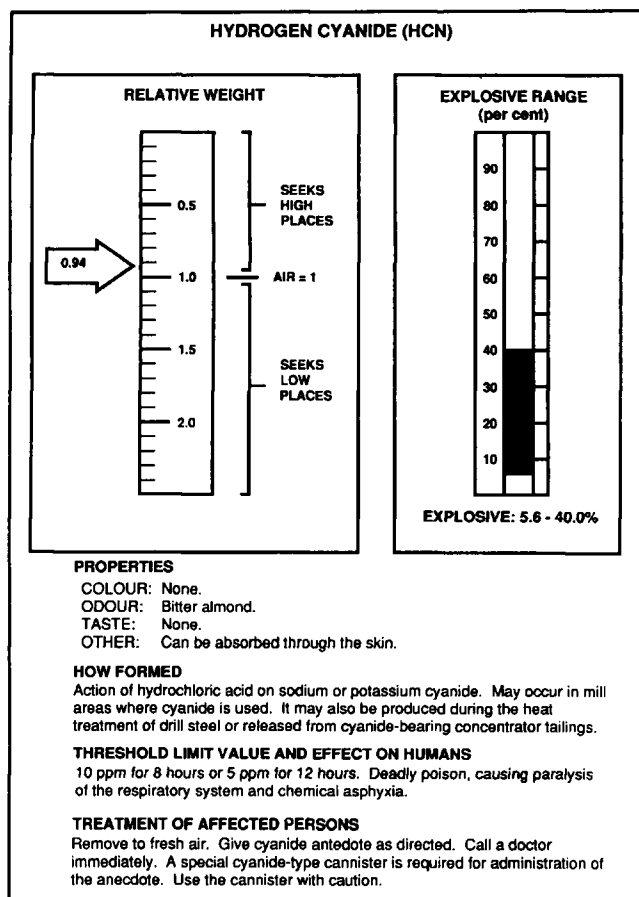 HYDROGEN CYANIDE (HCN)
RELATIVE WEIGHT
0.5
1.0
1.5
2.0
0.94
SEEKS
HIGH
PLACES
AIR = 1
SEEKS
LOW
PLACES
EXPLOSIVE RANGE
(per cent)
90
80
70
60
50
40
30
20
10
EXPLOSIVE: 5.6 - 40.0%
PROPERTIES
COLOUR: None.
ODOUR: Bitter almond.
TASTE: None.
OTHER: Can be absorbed through the skin.
HOW FORMED
Action of hydrochloric acid on sodium or potassium cyanide. May occur in mill
areas where cyanide is used. It may also be produced during the heat
treatment of drill steel or released from cyanide-bearing concentrator tailings.
THRESHOLD LIMIT VALUE AND EFFECT ON HUMANS
10 ppm for 8 hours or 5 ppm for 12 hours. Deadly poison, causing paralysis
of the respiratory system and chemical asphyxia.
TREATMENT OF AFFECTED PERSONS
Remove to fresh air. Give cyanide antedote as directed. Call a doctor
immediately. A special cyanide-type cannister is required for administration of
the anecdote. Use the cannister with caution.